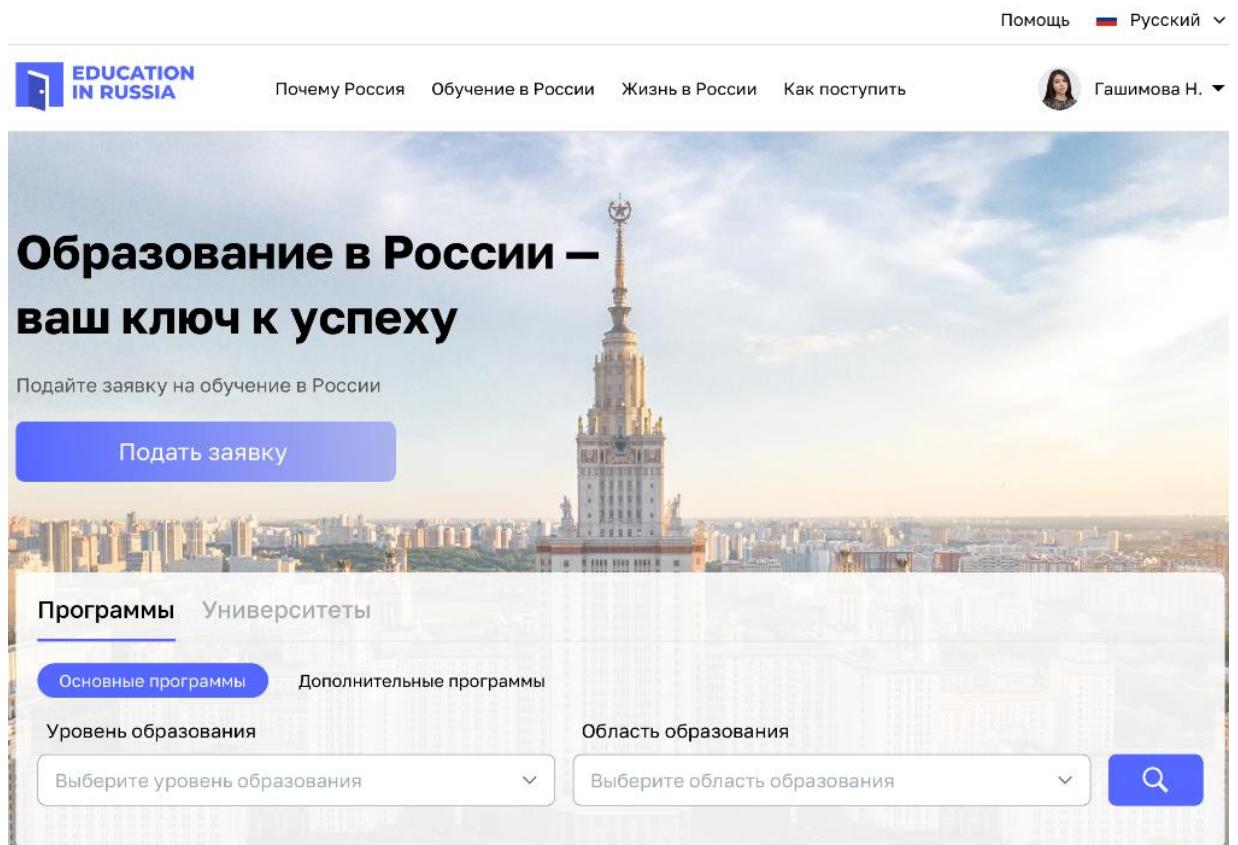 Помощь
Русский
EDUCATION
IN RUSSIA
Почему Россия
Обучение в России
Жизнь в России
Как поступить
Гашимова Н.
Образование в России —
ваш ключ к успеху
Подайте заявку на обучение в России
Подать заявку
Программы
Университеты
Основные программы
Дополнительные программы
Уровень образования
Область образования
Выберите уровень образования
Выберите область образования